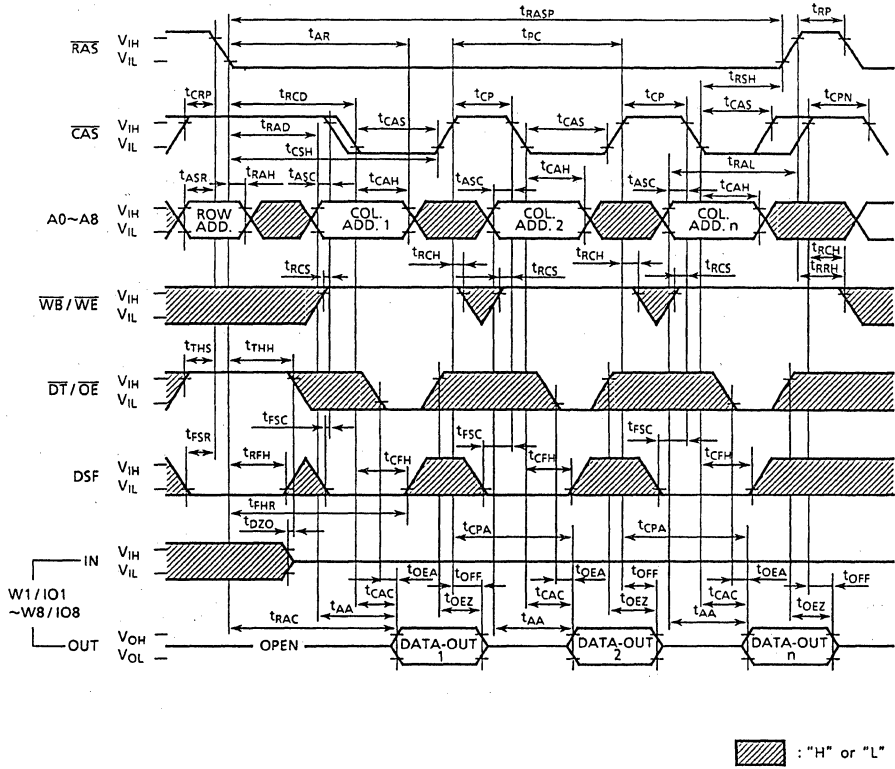 tRASP tRP
tAR tPC
RAS VIH VIL
tCRP tRCD tCP tCP tRSH
tCAS tCAS tCAS tCPN
CAS VIH VIL
tRAD
tCSH tRAL
tASR tRAH tASC tCAH tASC tCAH tASC tCAH
A0~A8 VIH VIL
ROW ADD. COL. ADD. 1 COL. ADD. 2 COL. ADD. n
tRCS tRCH tRCS tRCH tRCS tRCH
tRRH
WB / WE VIH VIL
tTHS tTHH
DT / OE VIH VIL
tFSC tFSC tFSC
tFSR tRFH tCFH tCFH tCFH
DSF VIH VIL
tFHR
tDZO tCPA tCPA
IN VIH VIL
tOEA tOFF tOEA tOFF tOEA tOFF
W1 / IO1
~W8 / IO8
tCAC tOEZ tCAC tOEZ tCAC tOEZ
tRAC tAA tAA tAA
OUT VOH VOL
OPEN DATA-OUT 1 DATA-OUT 2 DATA-OUT n
: "H" or "L"